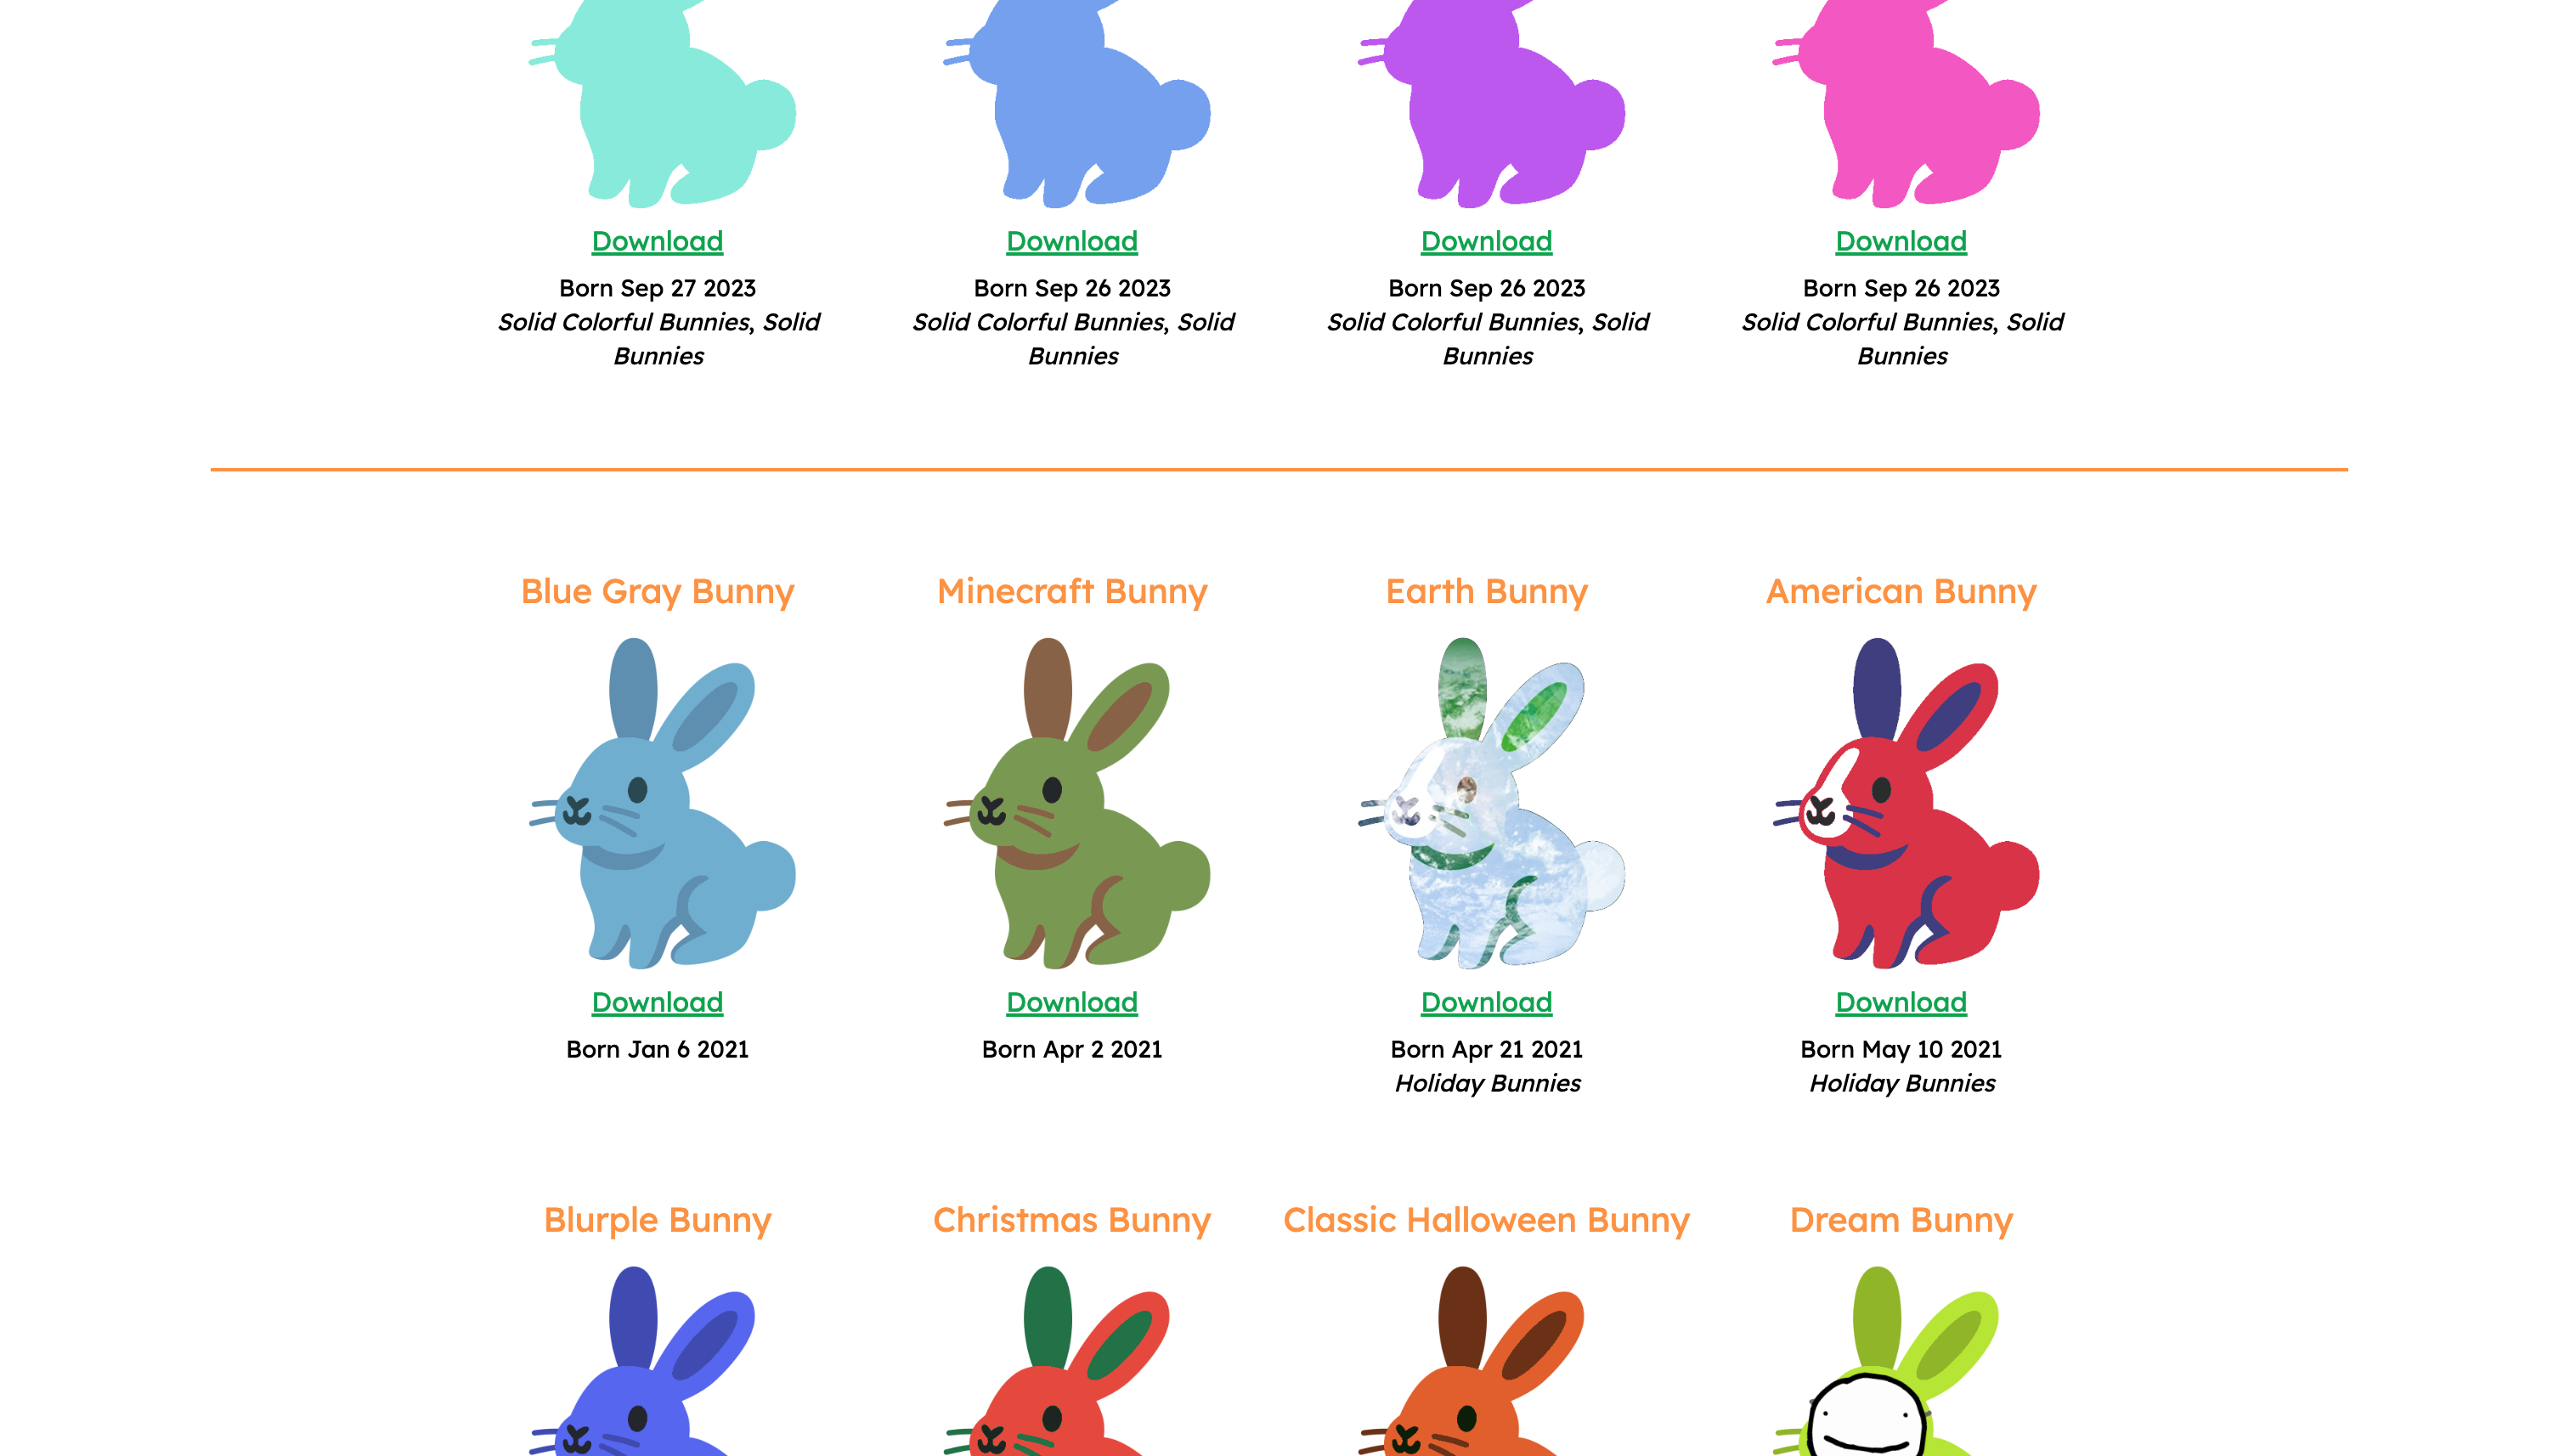 Download Download Download Download
Born Sep 27 2023 Born Sep 26 2023 Born Sep 26 2023 Born Sep 26 2023
Solid Colorful Bunnies, Solid Solid Colorful Bunnies, Solid Solid Colorful Bunnies, Solid Solid Colorful Bunnies, Solid
Bunnies Bunnies Bunnies Bunnies
Blue Gray Bunny Minecraft Bunny Earth Bunny American Bunny
Download Download Download Download
Born Jan 6 2021 Born Apr 2 2021 Born Apr 21 2021 Born May 10 2021
Holiday Bunnies Holiday Bunnies
Blurple Bunny Christmas Bunny Classic Halloween Bunny Dream Bunny